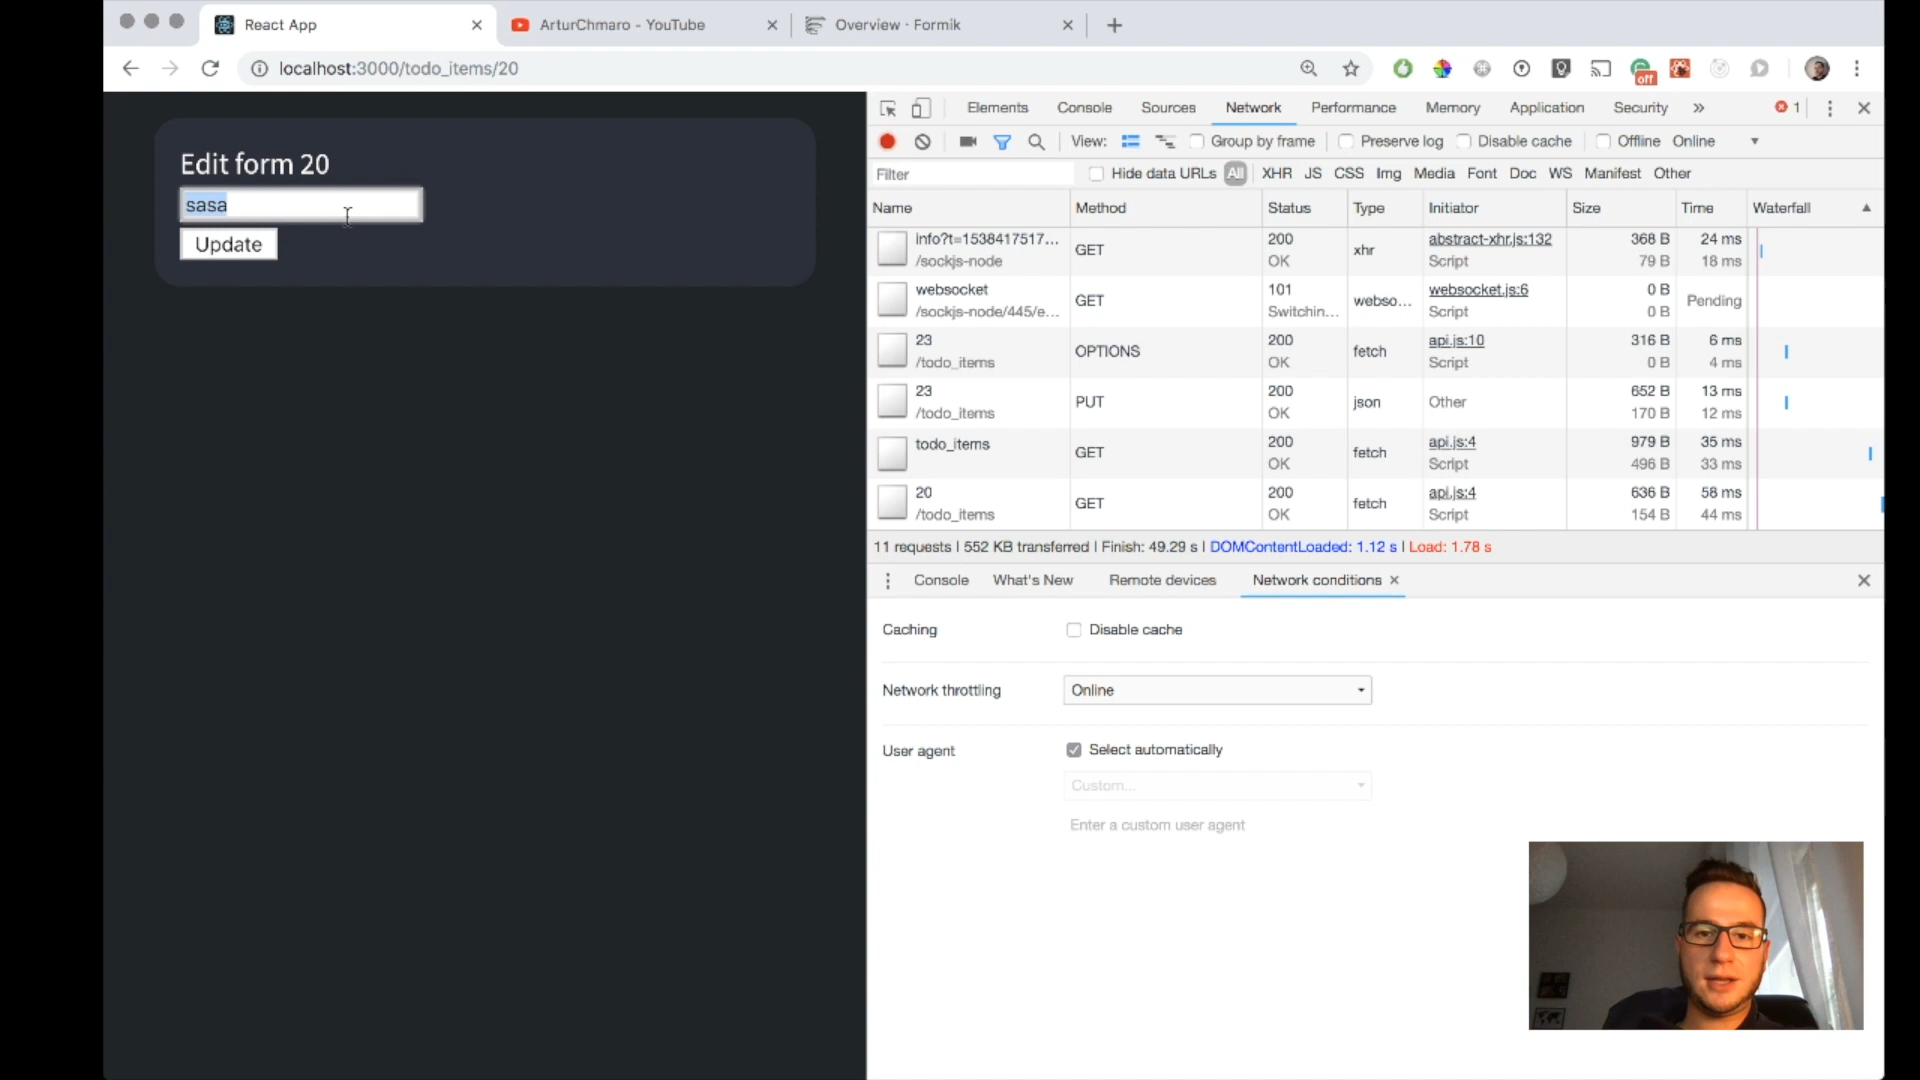 React App
ArturChmaro - YouTube
Overview · Formik
localhost:3000/todo_items/20
off
Edit form 20
sasa
Update
Elements Console Sources Network Performance Memory Application Security » 1
View: Group by frame Preserve log Disable cache Offline Online
Filter Hide data URLs All XHR JS CSS Img Media Font Doc WS Manifest Other
Name Method Status Type Initiator Size Time Waterfall
info?t=1538417517... GET 200 xhr abstract-xhr.js:132 368 B 24 ms
/sockjs-node OK Script 79 B 18 ms
websocket GET 101 webso... websocket.js:6 0 B Pending
/sockjs-node/445/e... Switchin... Script 0 B
23 OPTIONS 200 fetch api.js:10 316 B 6 ms
/todo_items OK Script 0 B 4 ms
23 PUT 200 json Other 652 B 13 ms
/todo_items OK 170 B 12 ms
todo_items GET 200 fetch api.js:4 979 B 35 ms
OK Script 496 B 33 ms
20 GET 200 fetch api.js:4 636 B 58 ms
/todo_items OK Script 154 B 44 ms
11 requests | 552 KB transferred | Finish: 49.29 s | DOMContentLoaded: 1.12 s | Load: 1.78 s
Console What's New Remote devices Network conditions
Caching Disable cache
Network throttling Online
User agent Select automatically
Custom...
Enter a custom user agent